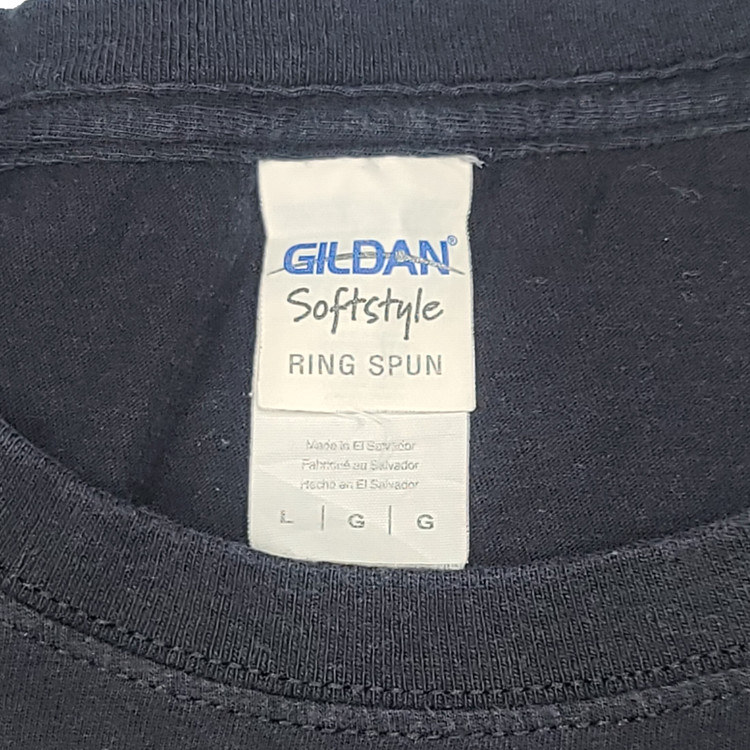 GILDAN®
Softstyle
RING SPUN
Made in El Salvador
Fabriqué au Salvador
Hecho en El Salvador
L | G | G